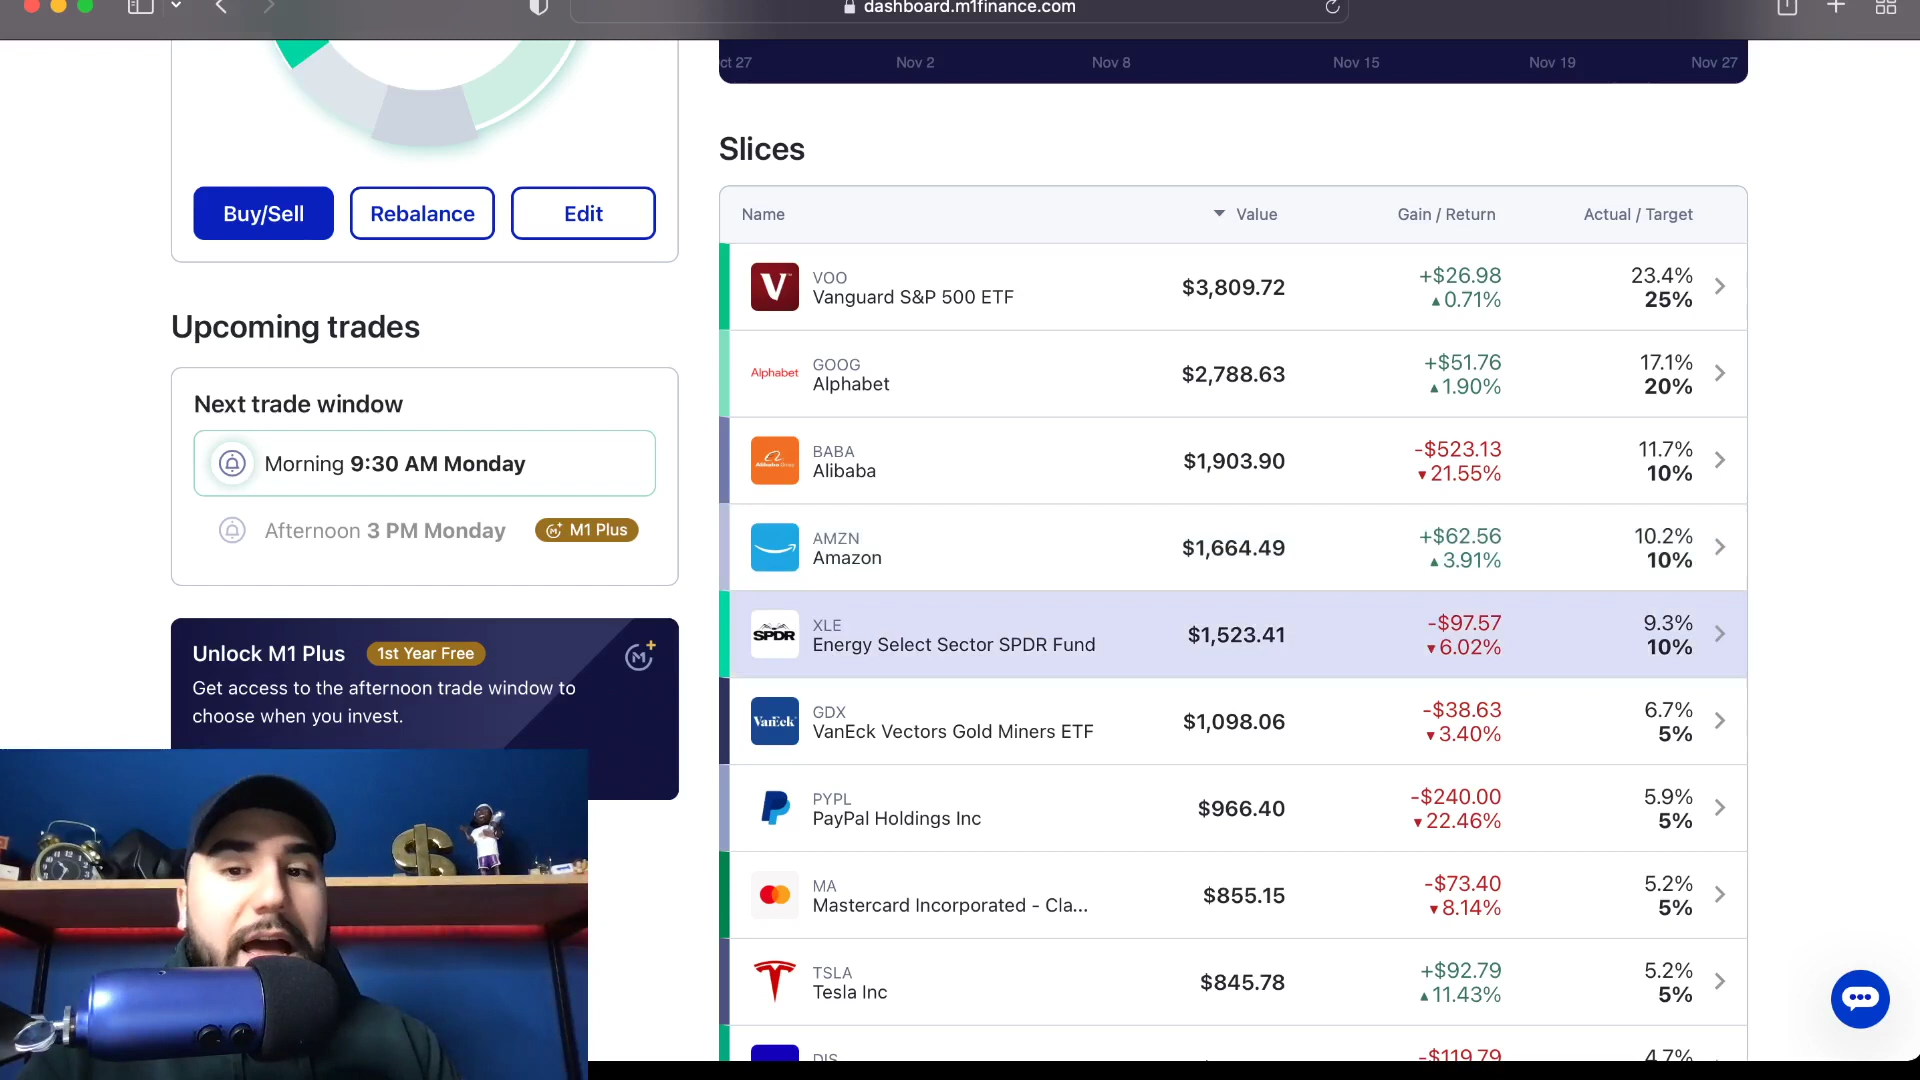 dashboard.m1finance.com
ct 27
Nov 2
Nov 8
Nov 15
Nov 19
Nov 27
Buy/Sell
Rebalance
Edit
Upcoming trades
Next trade window
Morning 9:30 AM Monday
Afternoon 3 PM Monday
M1 Plus
Unlock M1 Plus
1st Year Free
Get access to the afternoon trade window to
choose when you invest.
Slices
Name Value Gain / Return Actual / Target
V
VOO
Vanguard S&P 500 ETF
$3,809.72
+$26.98
0.71%
23.4%
25%
Alphabet
GOOG
Alphabet
$2,788.63
+$51.76
1.90%
17.1%
20%
BABA
Alibaba
$1,903.90
-$523.13
21.55%
11.7%
10%
AMZN
Amazon
$1,664.49
+$62.56
3.91%
10.2%
10%
SPDR
XLE
Energy Select Sector SPDR Fund
$1,523.41
-$97.57
6.02%
9.3%
10%
VanEck
GDX
VanEck Vectors Gold Miners ETF
$1,098.06
-$38.63
3.40%
6.7%
5%
PYPL
PayPal Holdings Inc
$966.40
-$240.00
22.46%
5.9%
5%
MA
Mastercard Incorporated - Cla...
$855.15
-$73.40
8.14%
5.2%
5%
TSLA
Tesla Inc
$845.78
+$92.79
11.43%
5.2%
5%
DIS
-$119.79
4.7%